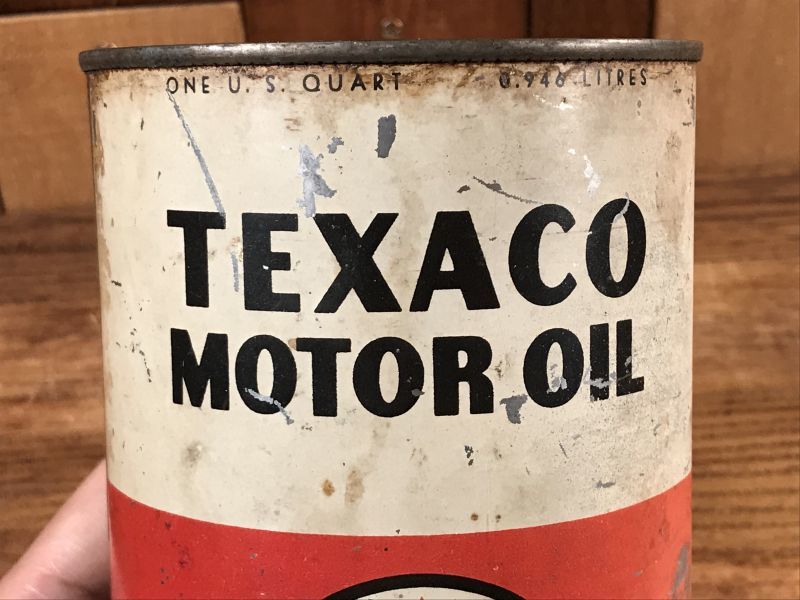 ONE U. S. QUART 0.946 LITRES
TEXACO
MOTOR OIL